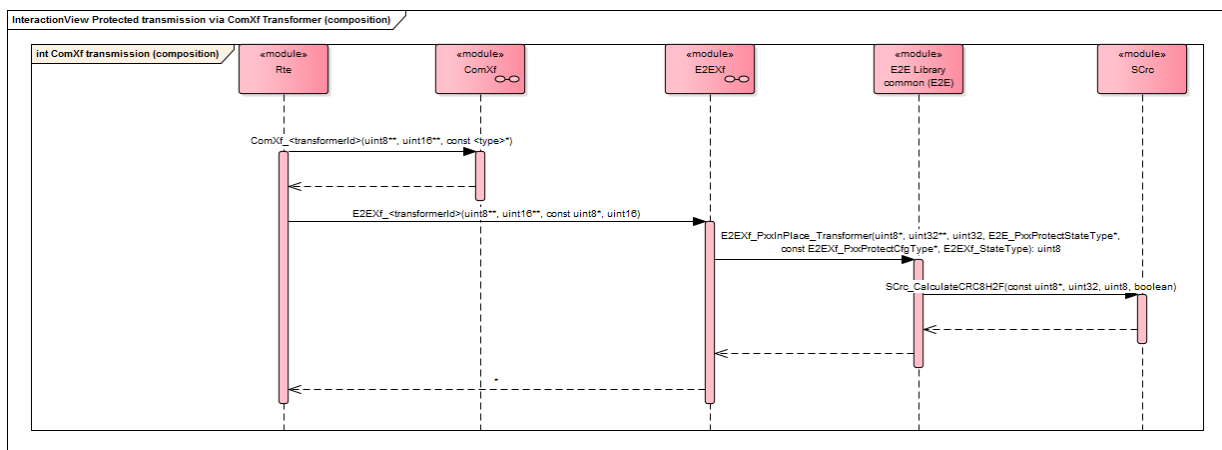 InteractionView Protected transmission via ComXf Transformer (composition)
int ComXf transmission (composition)
«module»
Rte
«module»
ComXf
«module»
E2EXf
«module»
E2E Library
common (E2E)
«module»
SCrc
ComXf_<transformerId>(uint8**, uint16**, const <type>*)
E2EXf_<transformerId>(uint8**, uint16**, const uint8*, uint16)
E2EXf_PxxInPlace_Transformer(uint8*, uint32**, uint32, E2E_PxxProtectStateType*,
const E2EXf_PxxProtectCfgType*, E2EXf_StateType): uint8
SCrc_CalculateCRC8H2F(const uint8*, uint32, uint8, boolean)
*